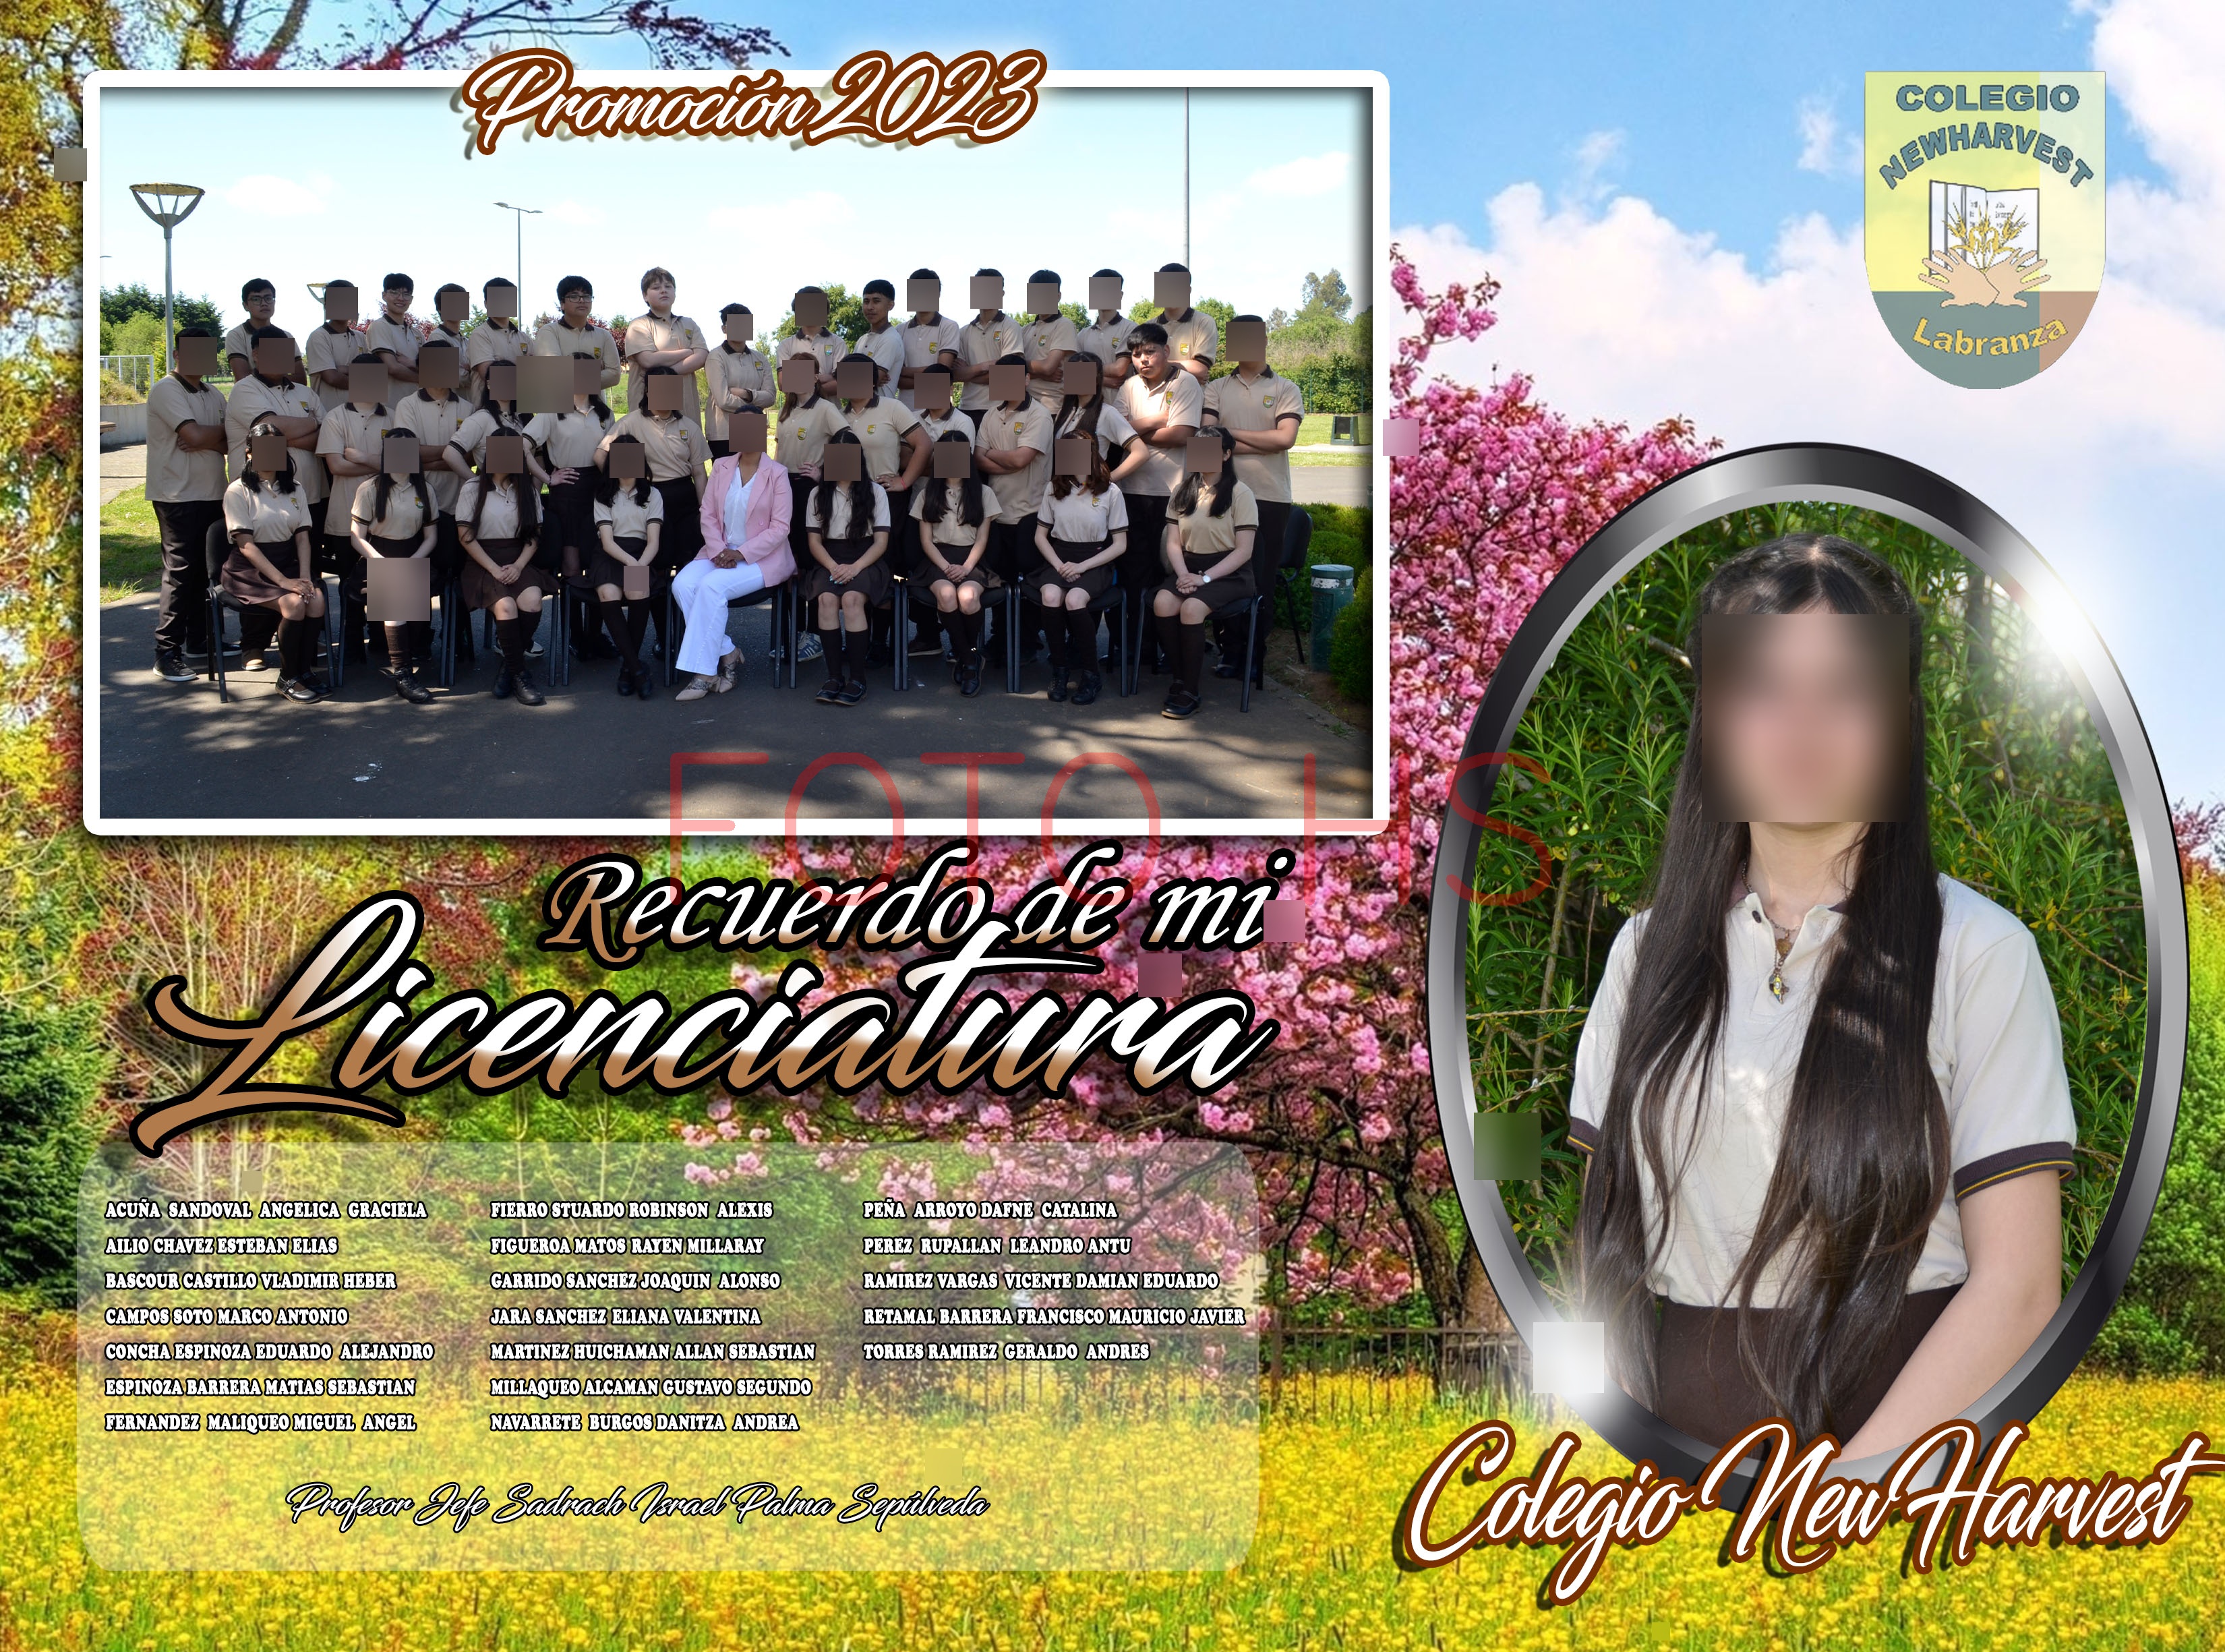 Promoción 2023
COLEGIO
NEWHARVEST
Labranza
FOTO HS
Recuerdo de mi
Licenciatura
ACUÑA SANDOVAL ANGELICA GRACIELA
AILIO CHAVEZ ESTEBAN ELIAS
BASCOUR CASTILLO VLADIMIR HEBER
CAMPOS SOTO MARCO ANTONIO
CONCHA ESPINOZA EDUARDO ALEJANDRO
ESPINOZA BARRERA MATIAS SEBASTIAN
FERNANDEZ MALIQUEO MIGUEL ANGEL
FIERRO STUARDO ROBINSON ALEXIS
FIGUEROA MATOS RAYEN MILLARAY
GARRIDO SANCHEZ JOAQUIN ALONSO
JARA SANCHEZ ELIANA VALENTINA
MARTINEZ HUICHAMAN ALLAN SEBASTIAN
MILLAQUEO ALCAMAN GUSTAVO SEGUNDO
NAVARRETE BURGOS DANITZA ANDREA
PEÑA ARROYO DAFNE CATALINA
PEREZ RUPALLAN LEANDRO ANTU
RAMIREZ VARGAS VICENTE DAMIAN EDUARDO
RETAMAL BARRERA FRANCISCO MAURICIO JAVIER
TORRES RAMIREZ GERALDO ANDRES
Profesor Jefe Sadrach Israel Palma Sepúlveda
Colegio New Harvest